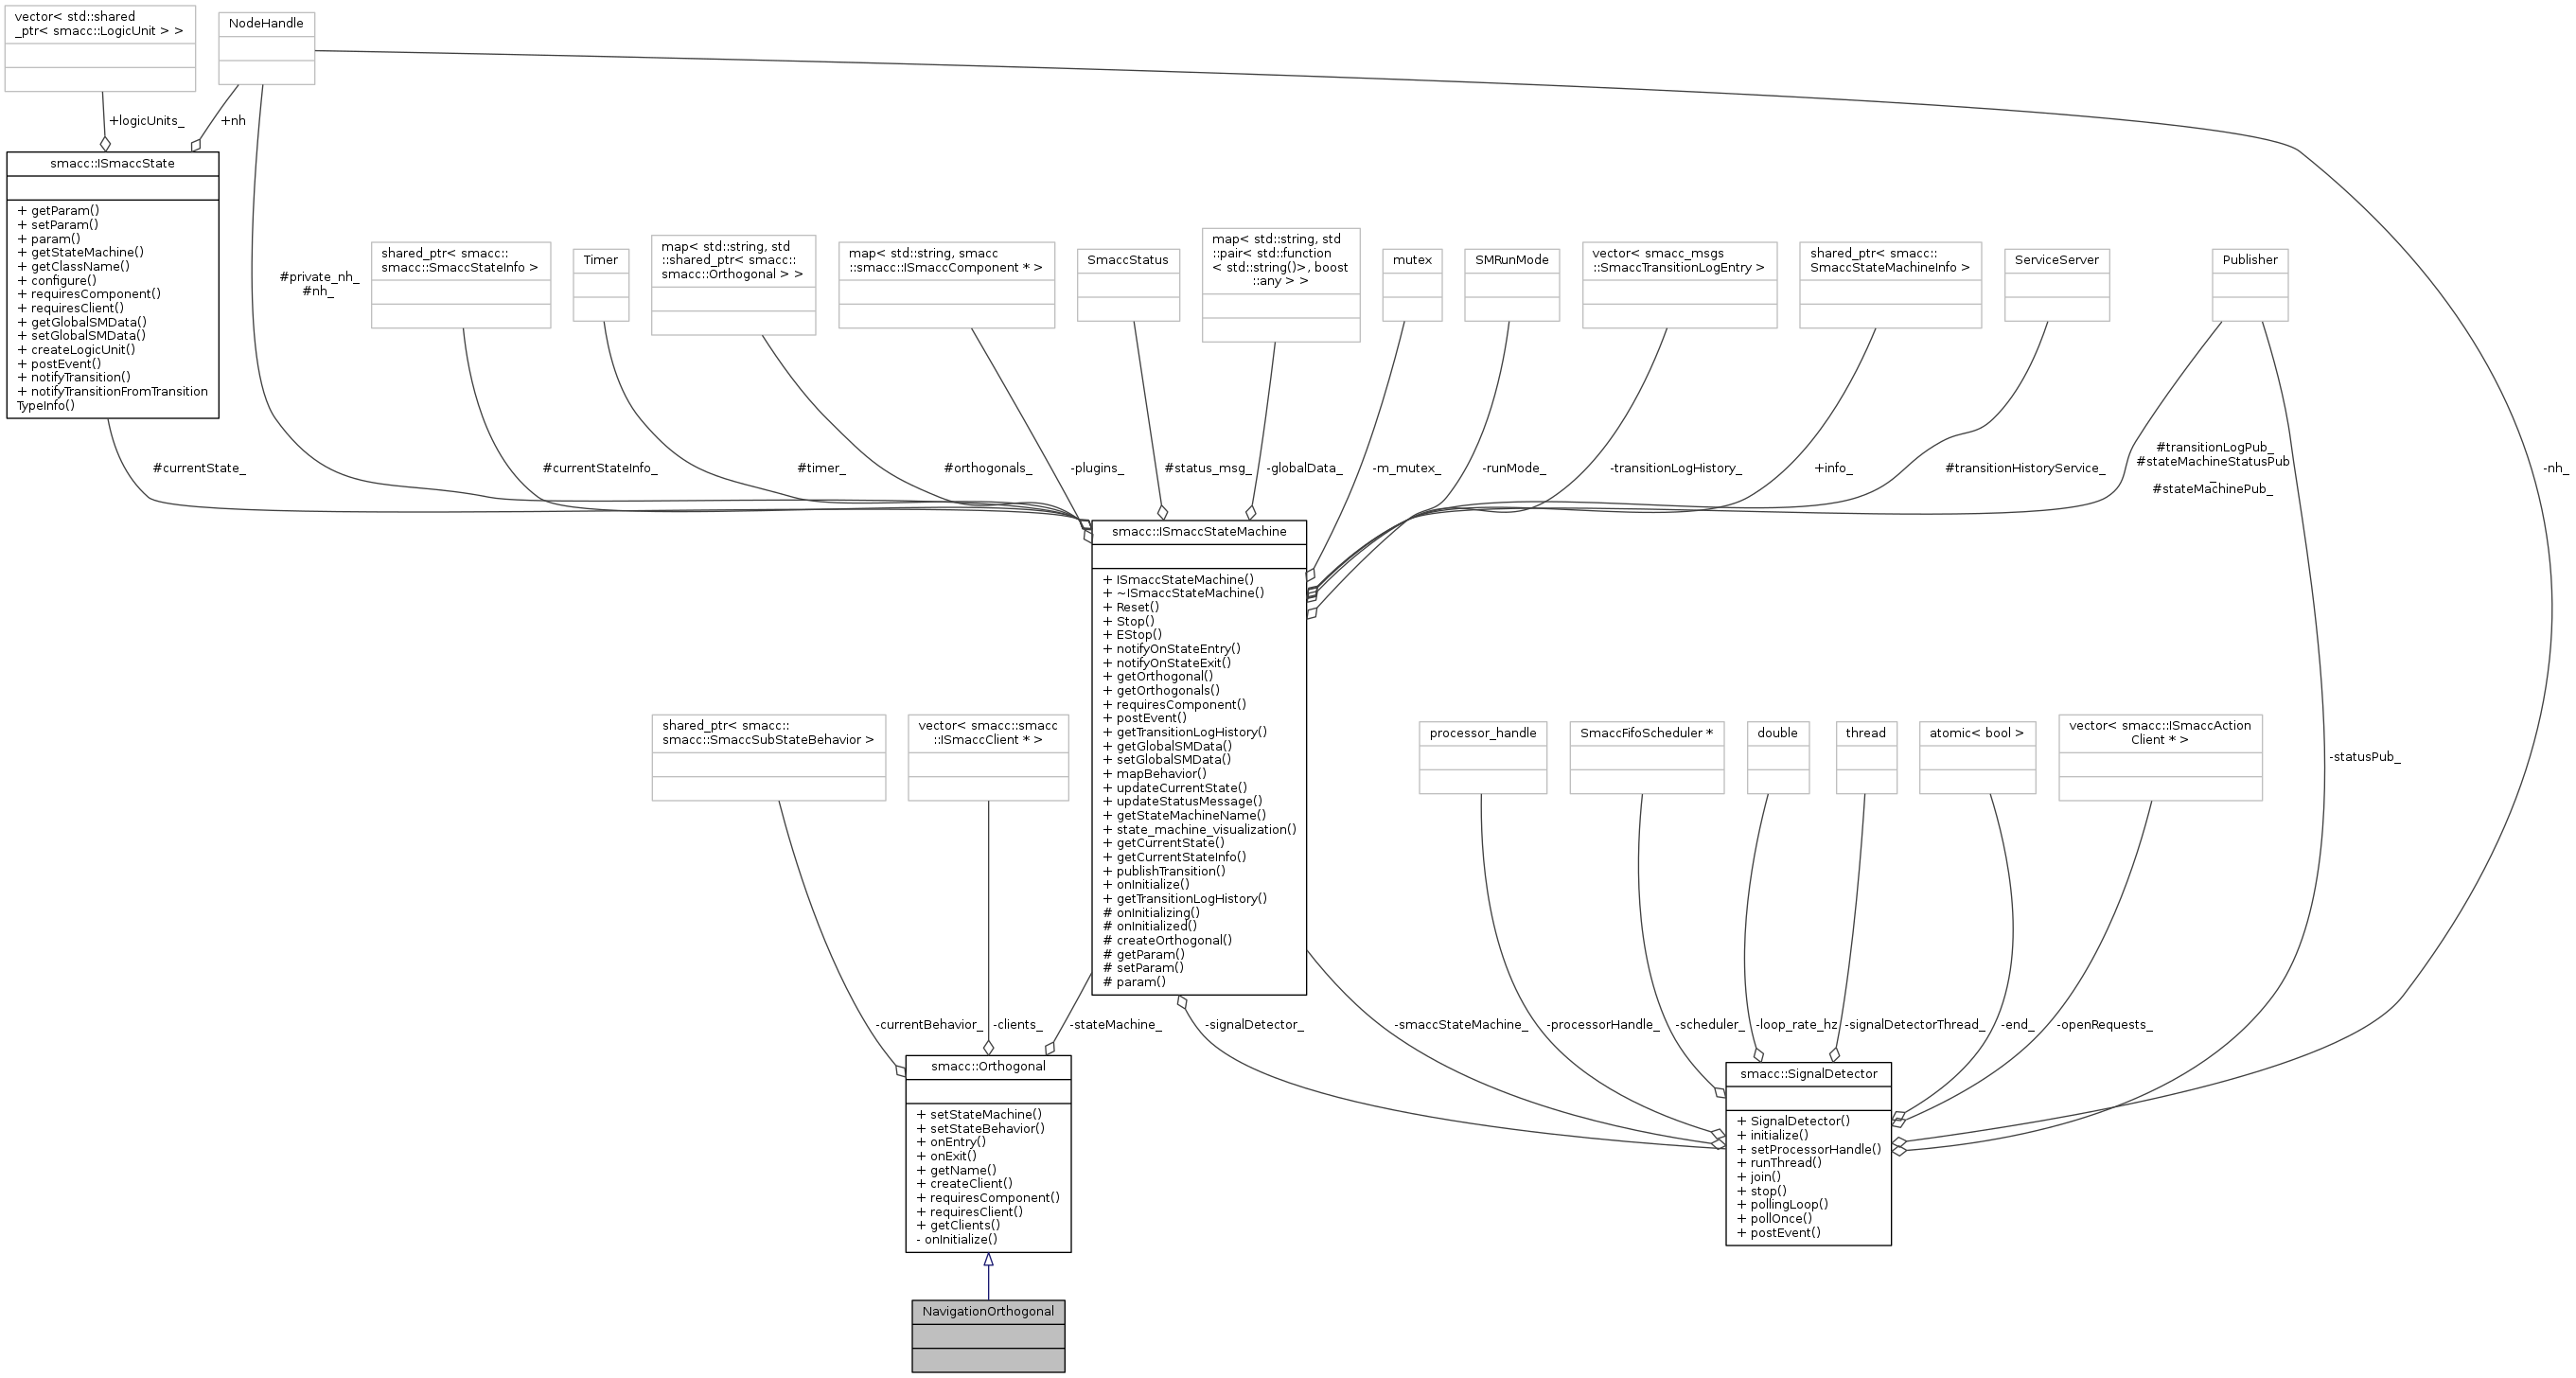 vector< std::shared
_ptr< smacc::LogicUnit > >
NodeHandle
+logicUnits_
+nh
smacc::ISmaccState
+ getParam()
+ setParam()
+ param()
+ getStateMachine()
+ getClassName()
+ configure()
+ requiresComponent()
+ requiresClient()
+ getGlobalSMData()
+ setGlobalSMData()
+ createLogicUnit()
+ postEvent()
+ notifyTransition()
+ notifyTransitionFromTransition
TypeInfo()
#private_nh_
#nh_
shared_ptr< smacc::
smacc::SmaccStateInfo >
Timer
map< std::string, std
::shared_ptr< smacc::
smacc::Orthogonal > >
map< std::string, smacc
::smacc::ISmaccComponent * >
SmaccStatus
map< std::string, std
::pair< std::function
< std::string()>, boost
::any > >
mutex
SMRunMode
vector< smacc_msgs
::SmaccTransitionLogEntry >
shared_ptr< smacc::
SmaccStateMachineInfo >
ServiceServer
Publisher
#currentState_
#currentStateInfo_
#timer_
#orthogonals_
-plugins_
#status_msg_
-globalData_
-m_mutex_
-runMode_
-transitionLogHistory_
+info_
#transitionHistoryService_
#transitionLogPub_
#stateMachineStatusPub
_
#stateMachinePub_
-nh_
smacc::ISmaccStateMachine
+ ISmaccStateMachine()
+ ~ISmaccStateMachine()
+ Reset()
+ Stop()
+ EStop()
+ notifyOnStateEntry()
+ notifyOnStateExit()
+ getOrthogonal()
+ getOrthogonals()
+ requiresComponent()
+ postEvent()
+ getTransitionLogHistory()
+ getGlobalSMData()
+ setGlobalSMData()
+ mapBehavior()
+ updateCurrentState()
+ updateStatusMessage()
+ getStateMachineName()
+ state_machine_visualization()
+ getCurrentState()
+ getCurrentStateInfo()
+ publishTransition()
+ onInitialize()
+ getTransitionLogHistory()
# onInitializing()
# onInitialized()
# createOrthogonal()
# getParam()
# setParam()
# param()
shared_ptr< smacc::
smacc::SmaccSubStateBehavior >
vector< smacc::smacc
::ISmaccClient * >
processor_handle
SmaccFifoScheduler *
double
thread
atomic< bool >
vector< smacc::ISmaccAction
Client * >
-statusPub_
-currentBehavior_
-clients_
-stateMachine_
-signalDetector_
-smaccStateMachine_
-processorHandle_
-scheduler_
-loop_rate_hz
-signalDetectorThread_
-end_
-openRequests_
smacc::Orthogonal
+ setStateMachine()
+ setStateBehavior()
+ onEntry()
+ onExit()
+ getName()
+ createClient()
+ requiresComponent()
+ requiresClient()
+ getClients()
- onInitialize()
smacc::SignalDetector
+ SignalDetector()
+ initialize()
+ setProcessorHandle()
+ runThread()
+ join()
+ stop()
+ pollingLoop()
+ pollOnce()
+ postEvent()
NavigationOrthogonal